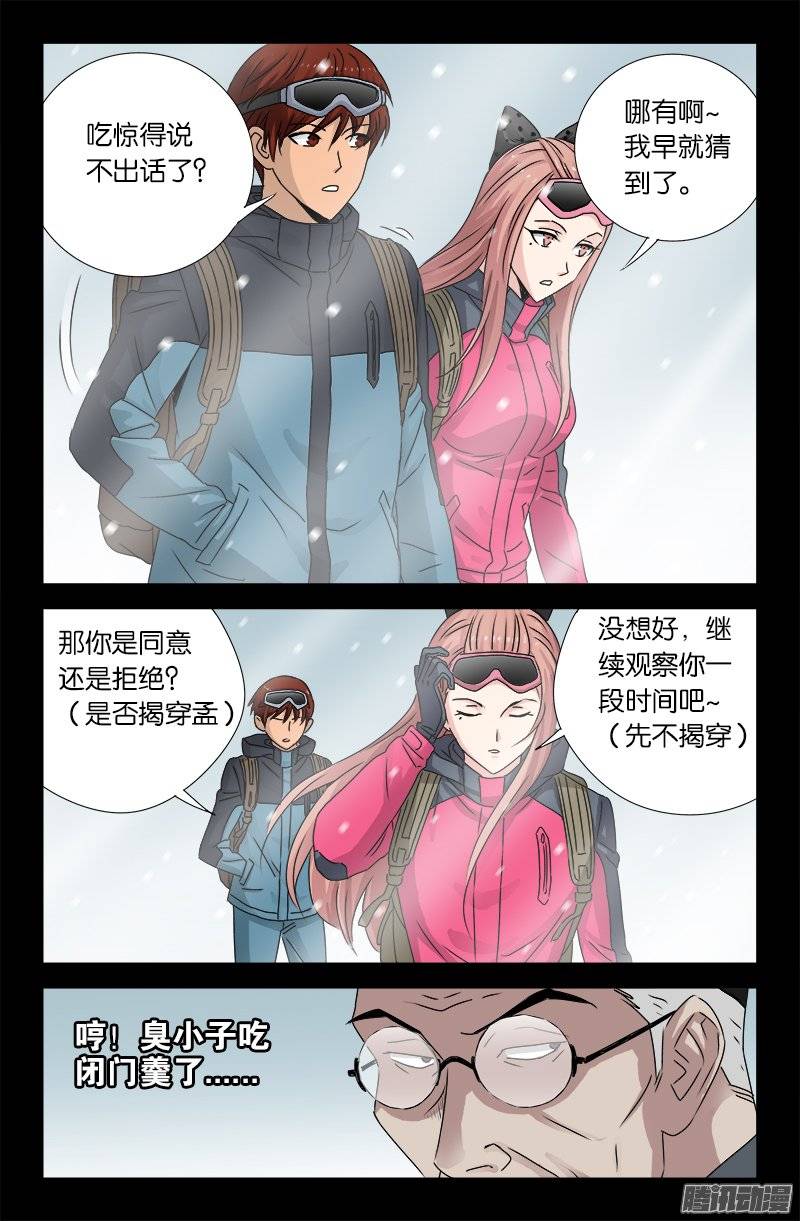 吃惊得说
不出话了？
哪有啊~
我早就猜
到了。
那你是同意
还是拒绝？
（是否揭穿孟）
没想好，继
续观察你一
段时间吧~
（先不揭穿）
哼！臭小子吃
闭门羹了……
腾讯动漫